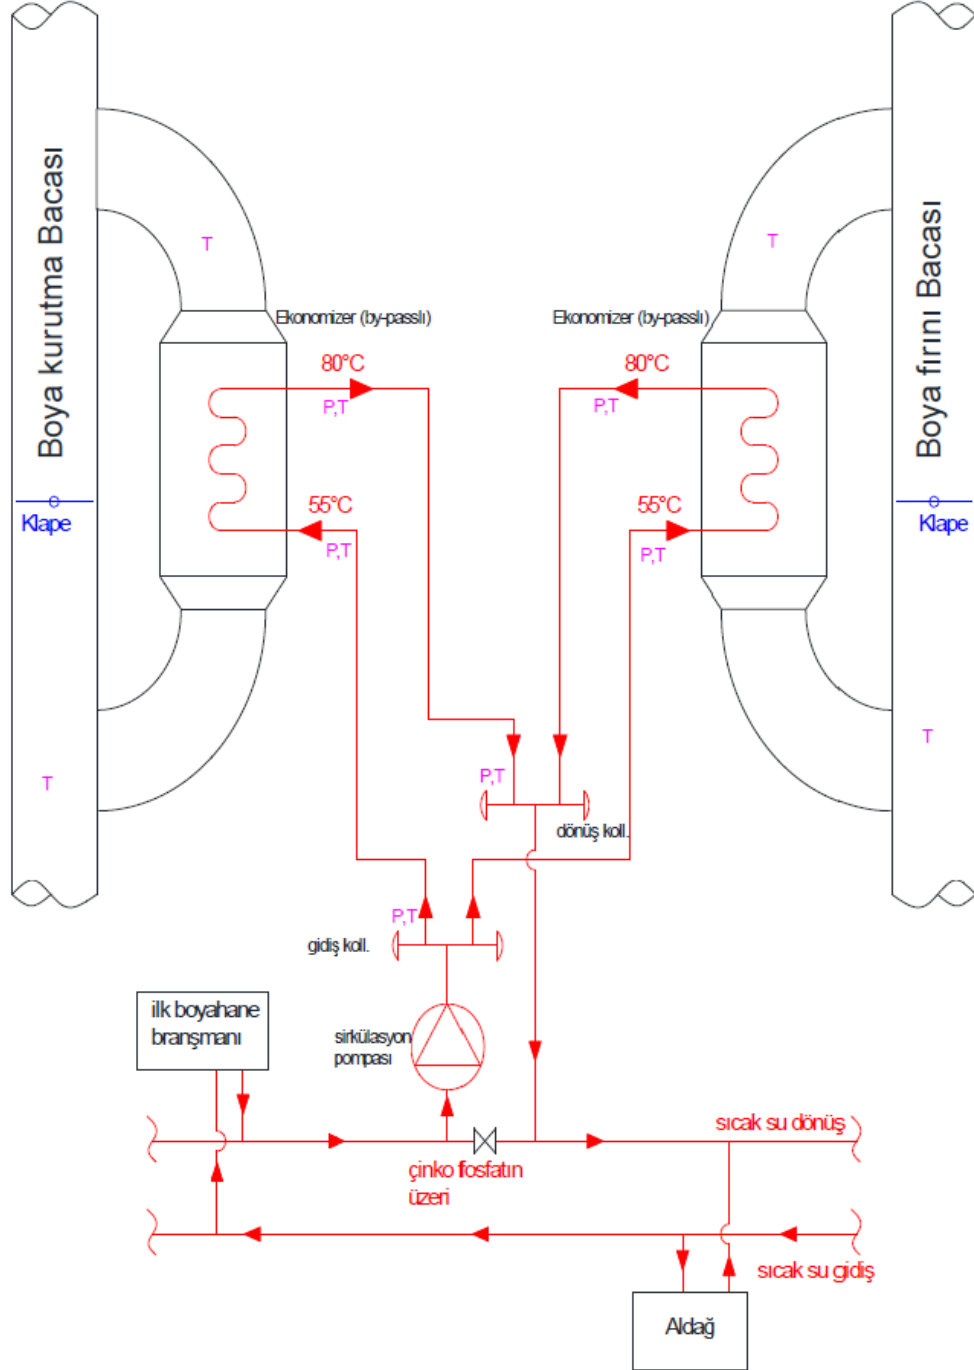 Boya kurutma Bacası
Boya fırını Bacası
T
T
Ekonomizer (by-passlı)
Ekonomizer (by-passlı)
80°C
80°C
P,T
P,T
55°C
55°C
Klape
Klape
P,T
P,T
T
T
P,T
dönüş koll.
P,T
gidiş koll.
ilk boyahane
branşmanı
sirkülasyon
pompası
sıcak su dönüş
çinko fosfatın
üzeri
sıcak su gidiş
Aldağ